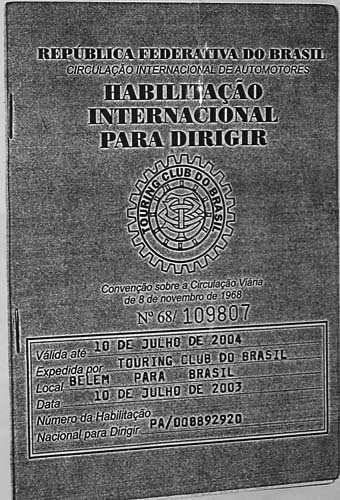 REPÚBLICA FEDERATIVA DO BRASIL
CIRCULAÇÃO INTERNACIONAL DE AUTOMOTORES
HABILITAÇÃO
INTERNACIONAL
PARA DIRIGIR
TOURING CLUB DO BRASIL
Convenção sobre a Circulação Viária
de 8 de novembro de 1968
Nº 68/ 109807
Válida até 10 DE JULHO DE 2004
Expedida por TOURING CLUB DO BRASIL
Local BELEM PARA BRASIL
Data 10 DE JULHO DE 2003
Número da Habilitação
Nacional para Dirigir PA/008892920